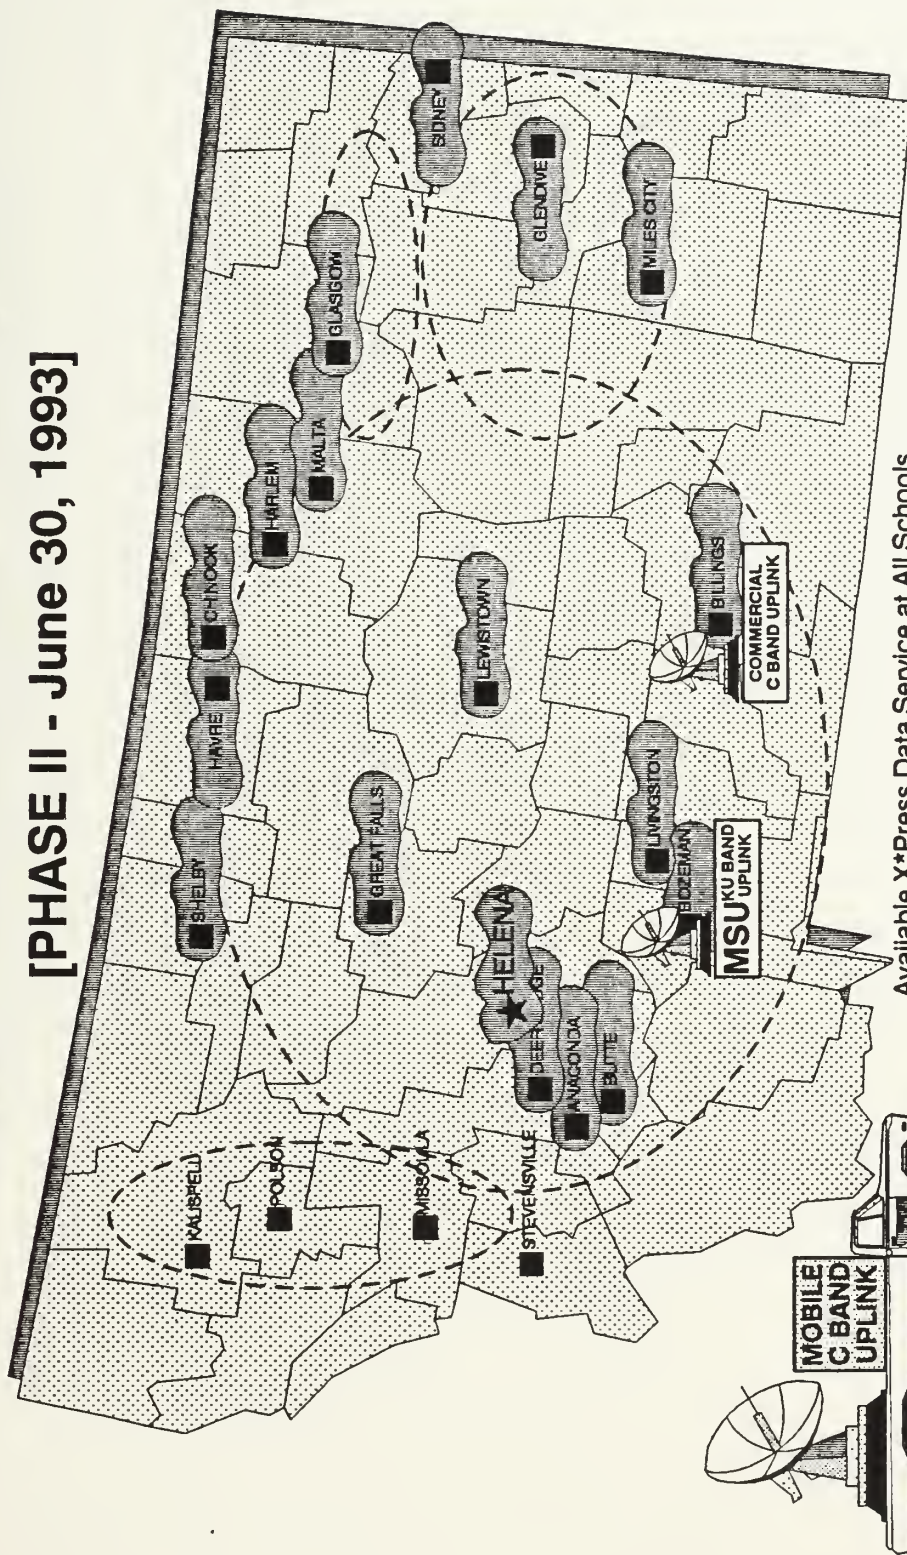 [PHASE II - June 30, 1993]
KALISPELL
POLSON
MISSOULA
STEVENSVILLE
SHELBY
HAVRE
CHINOOK
HARLEM
MALTA
GLASGOW
SIDNEY
GREAT FALLS
LEWISTOWN
GLENDIVE
MILES CITY
HELENA
DEER
GE
ANACONDA
BUTTE
BOZEMAN
LIVINGSTON
BILLINGS
MSU KU BAND
UPLINK
COMMERCIAL
C BAND UPLINK
MOBILE
C BAND
UPLINK
Available X*Press Data Service at All Schools